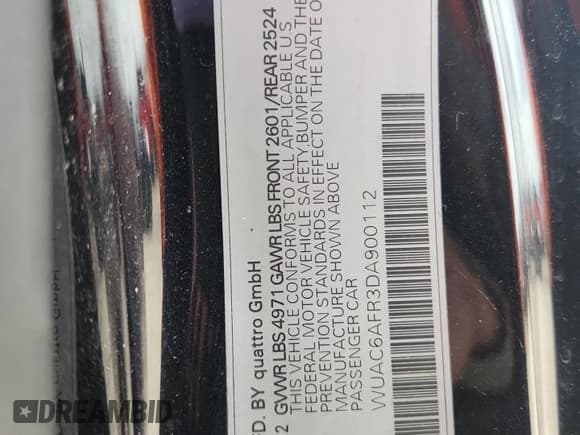 FD. BY quattro GmbH
2 GVWR LBS 4971 GAWR LBS FRONT 2601/REAR 2524
THIS VEHICLE CONFORMS TO ALL APPLICABLE U.S
FEDERAL MOTOR VEHICLE SAFETY, BUMPER AND THE
PREVENTION STANDARDS IN EFFECT ON THE DATE O
MANUFACTURE SHOWN ABOVE
PASSENGER CAR
WUAC6AFR3DA900112
DREAMBID